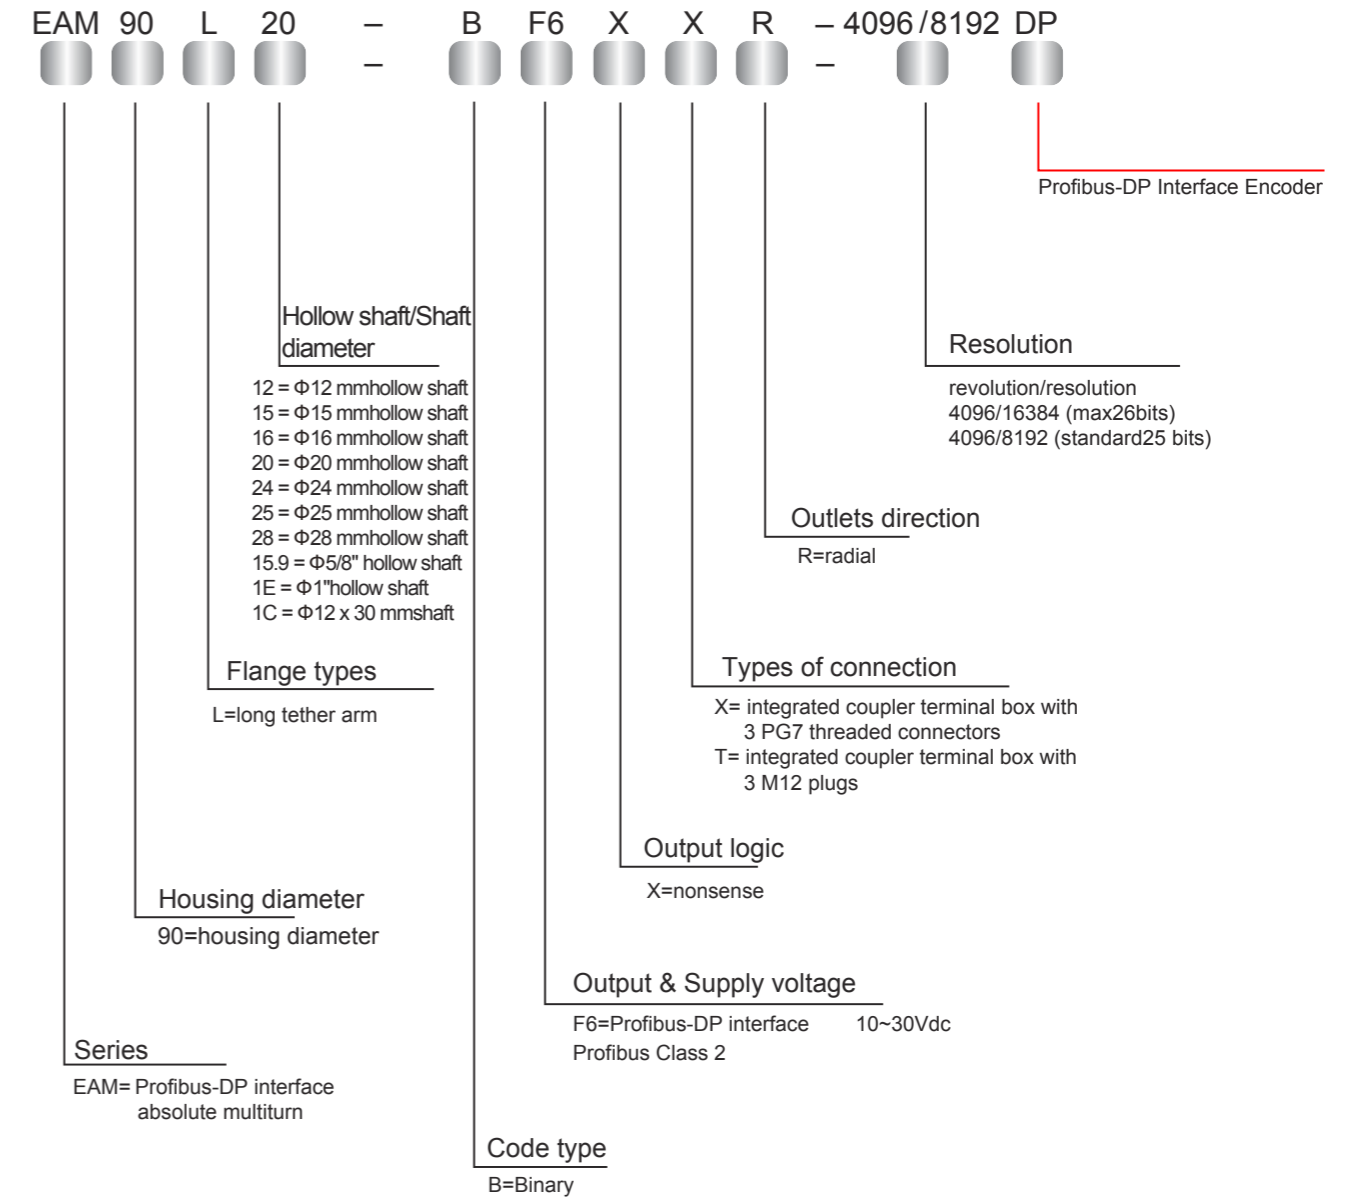 EAM 90 L 20 – B F6 X X R – 4096/8192 DP
– –
Profibus-DP Interface Encoder
Hollow shaft/Shaft
diameter
12 = Φ12 mmhollow shaft
15 = Φ15 mmhollow shaft
16 = Φ16 mmhollow shaft
20 = Φ20 mmhollow shaft
24 = Φ24 mmhollow shaft
25 = Φ25 mmhollow shaft
28 = Φ28 mmhollow shaft
15.9 = Φ5/8" hollow shaft
1E = Φ1"hollow shaft
1C = Φ12 x 30 mmshaft
Resolution
revolution/resolution
4096/16384 (max26bits)
4096/8192 (standard25 bits)
Outlets direction
R=radial
Flange types
L=long tether arm
Types of connection
X= integrated coupler terminal box with
3 PG7 threaded connectors
T= integrated coupler terminal box with
3 M12 plugs
Output logic
X=nonsense
Housing diameter
90=housing diameter
Output & Supply voltage
F6=Profibus-DP interface 10~30Vdc
Profibus Class 2
Series
EAM= Profibus-DP interface
absolute multiturn
Code type
B=Binary